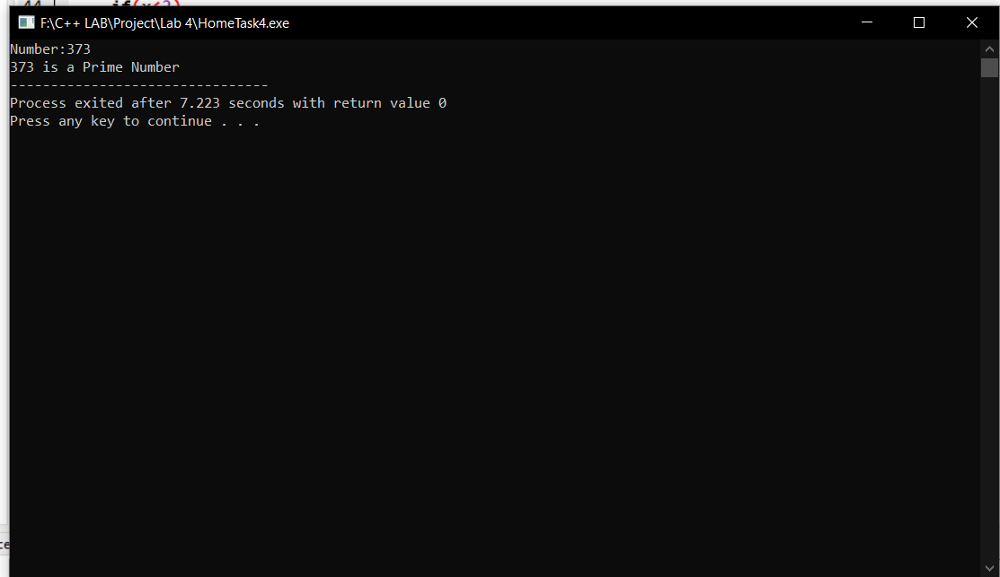 44
F:\C++ LAB\Project\Lab 4\HomeTask4.exe
Number:373
373 is a Prime Number
--------------------------------
Process exited after 7.223 seconds with return value 0
Press any key to continue . . .